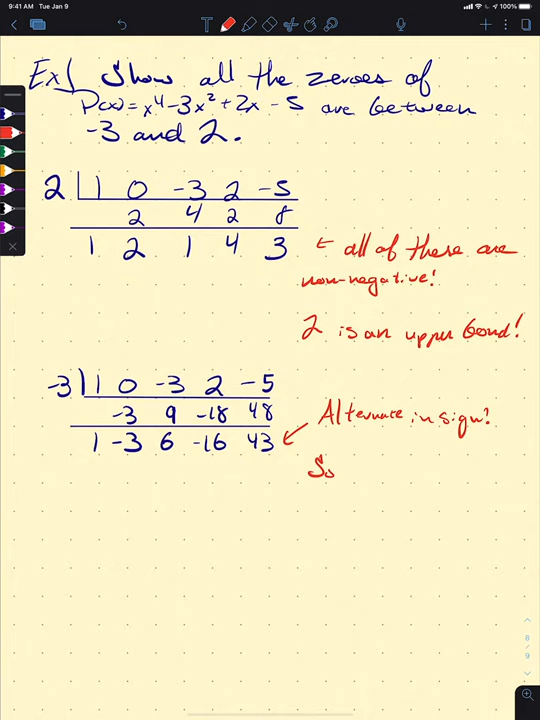 9:41 AM Tue Jan 9
100%
Ex] Show all the zeroes of
P(x) = x⁴ - 3x² + 2x - 5 are between
-3 and 2.
2 | 1 0 -3 2 -5
2 4 2 8
1 2 1 4 3
← all of these are
non-negative!
2 is an upper bond!
-3 | 1 0 -3 2 -5
-3 9 -18 48
1 -3 6 -16 43
Alternate in sign?
So
8
/
9